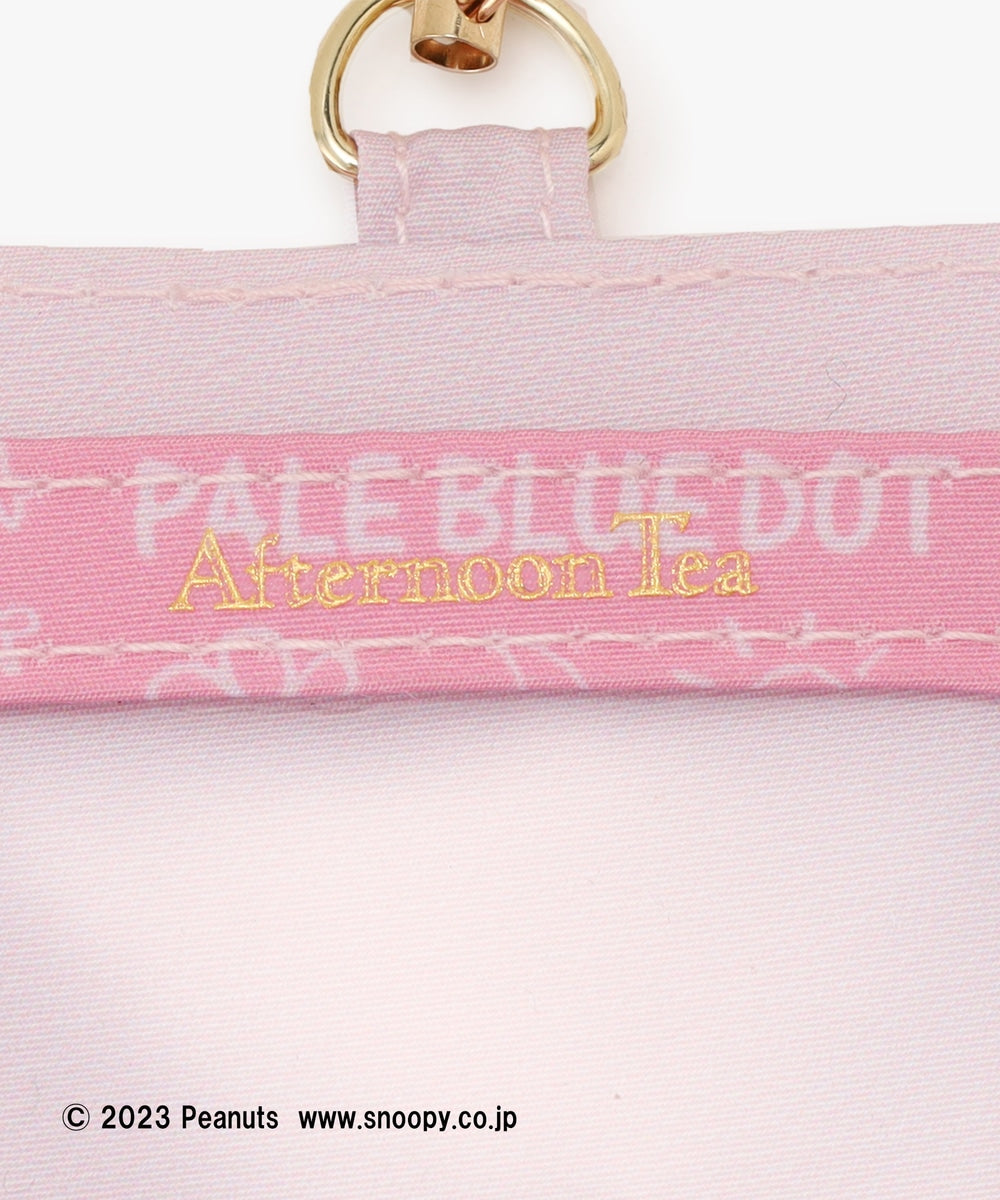 PALE BLUE DOT
Afternoon Tea
© 2023 Peanuts www.snoopy.co.jp